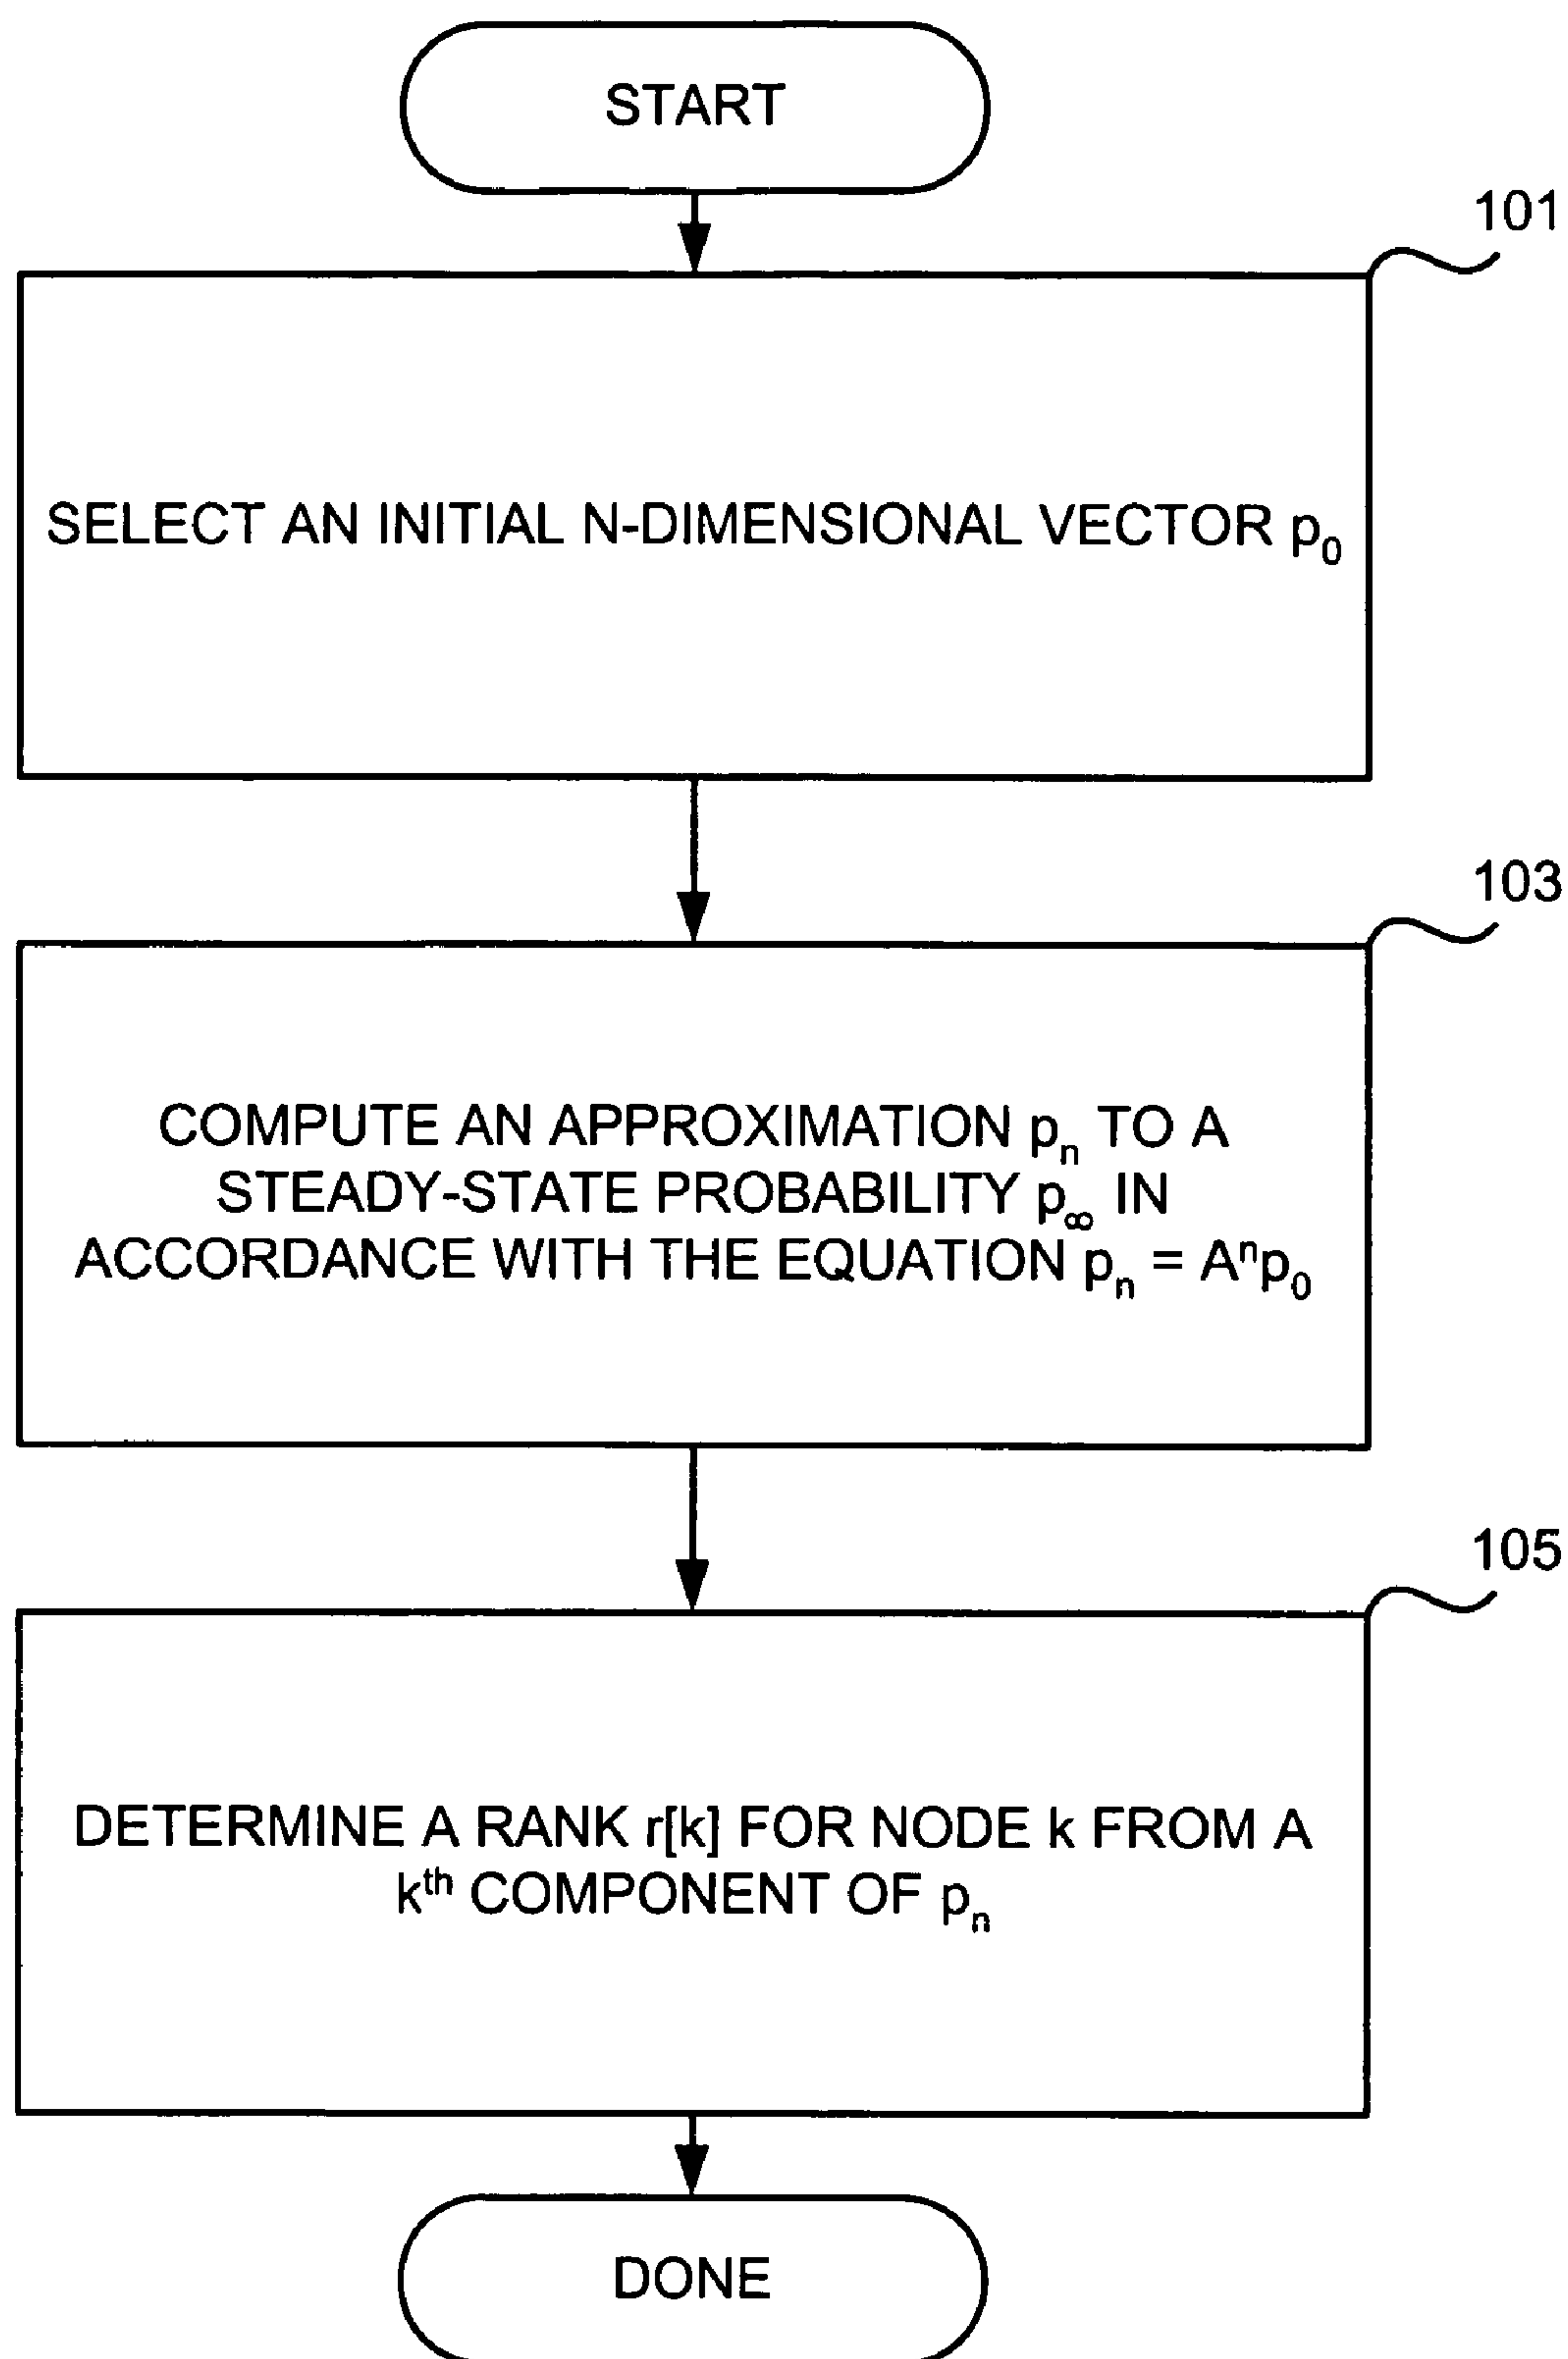 START
101
SELECT AN INITIAL N-DIMENSIONAL VECTOR p₀
103
COMPUTE AN APPROXIMATION pₙ TO A
STEADY-STATE PROBABILITY p∞ IN
ACCORDANCE WITH THE EQUATION pₙ = Aⁿp₀
105
DETERMINE A RANK r[k] FOR NODE k FROM A
kᵗʰ COMPONENT OF pₙ
DONE